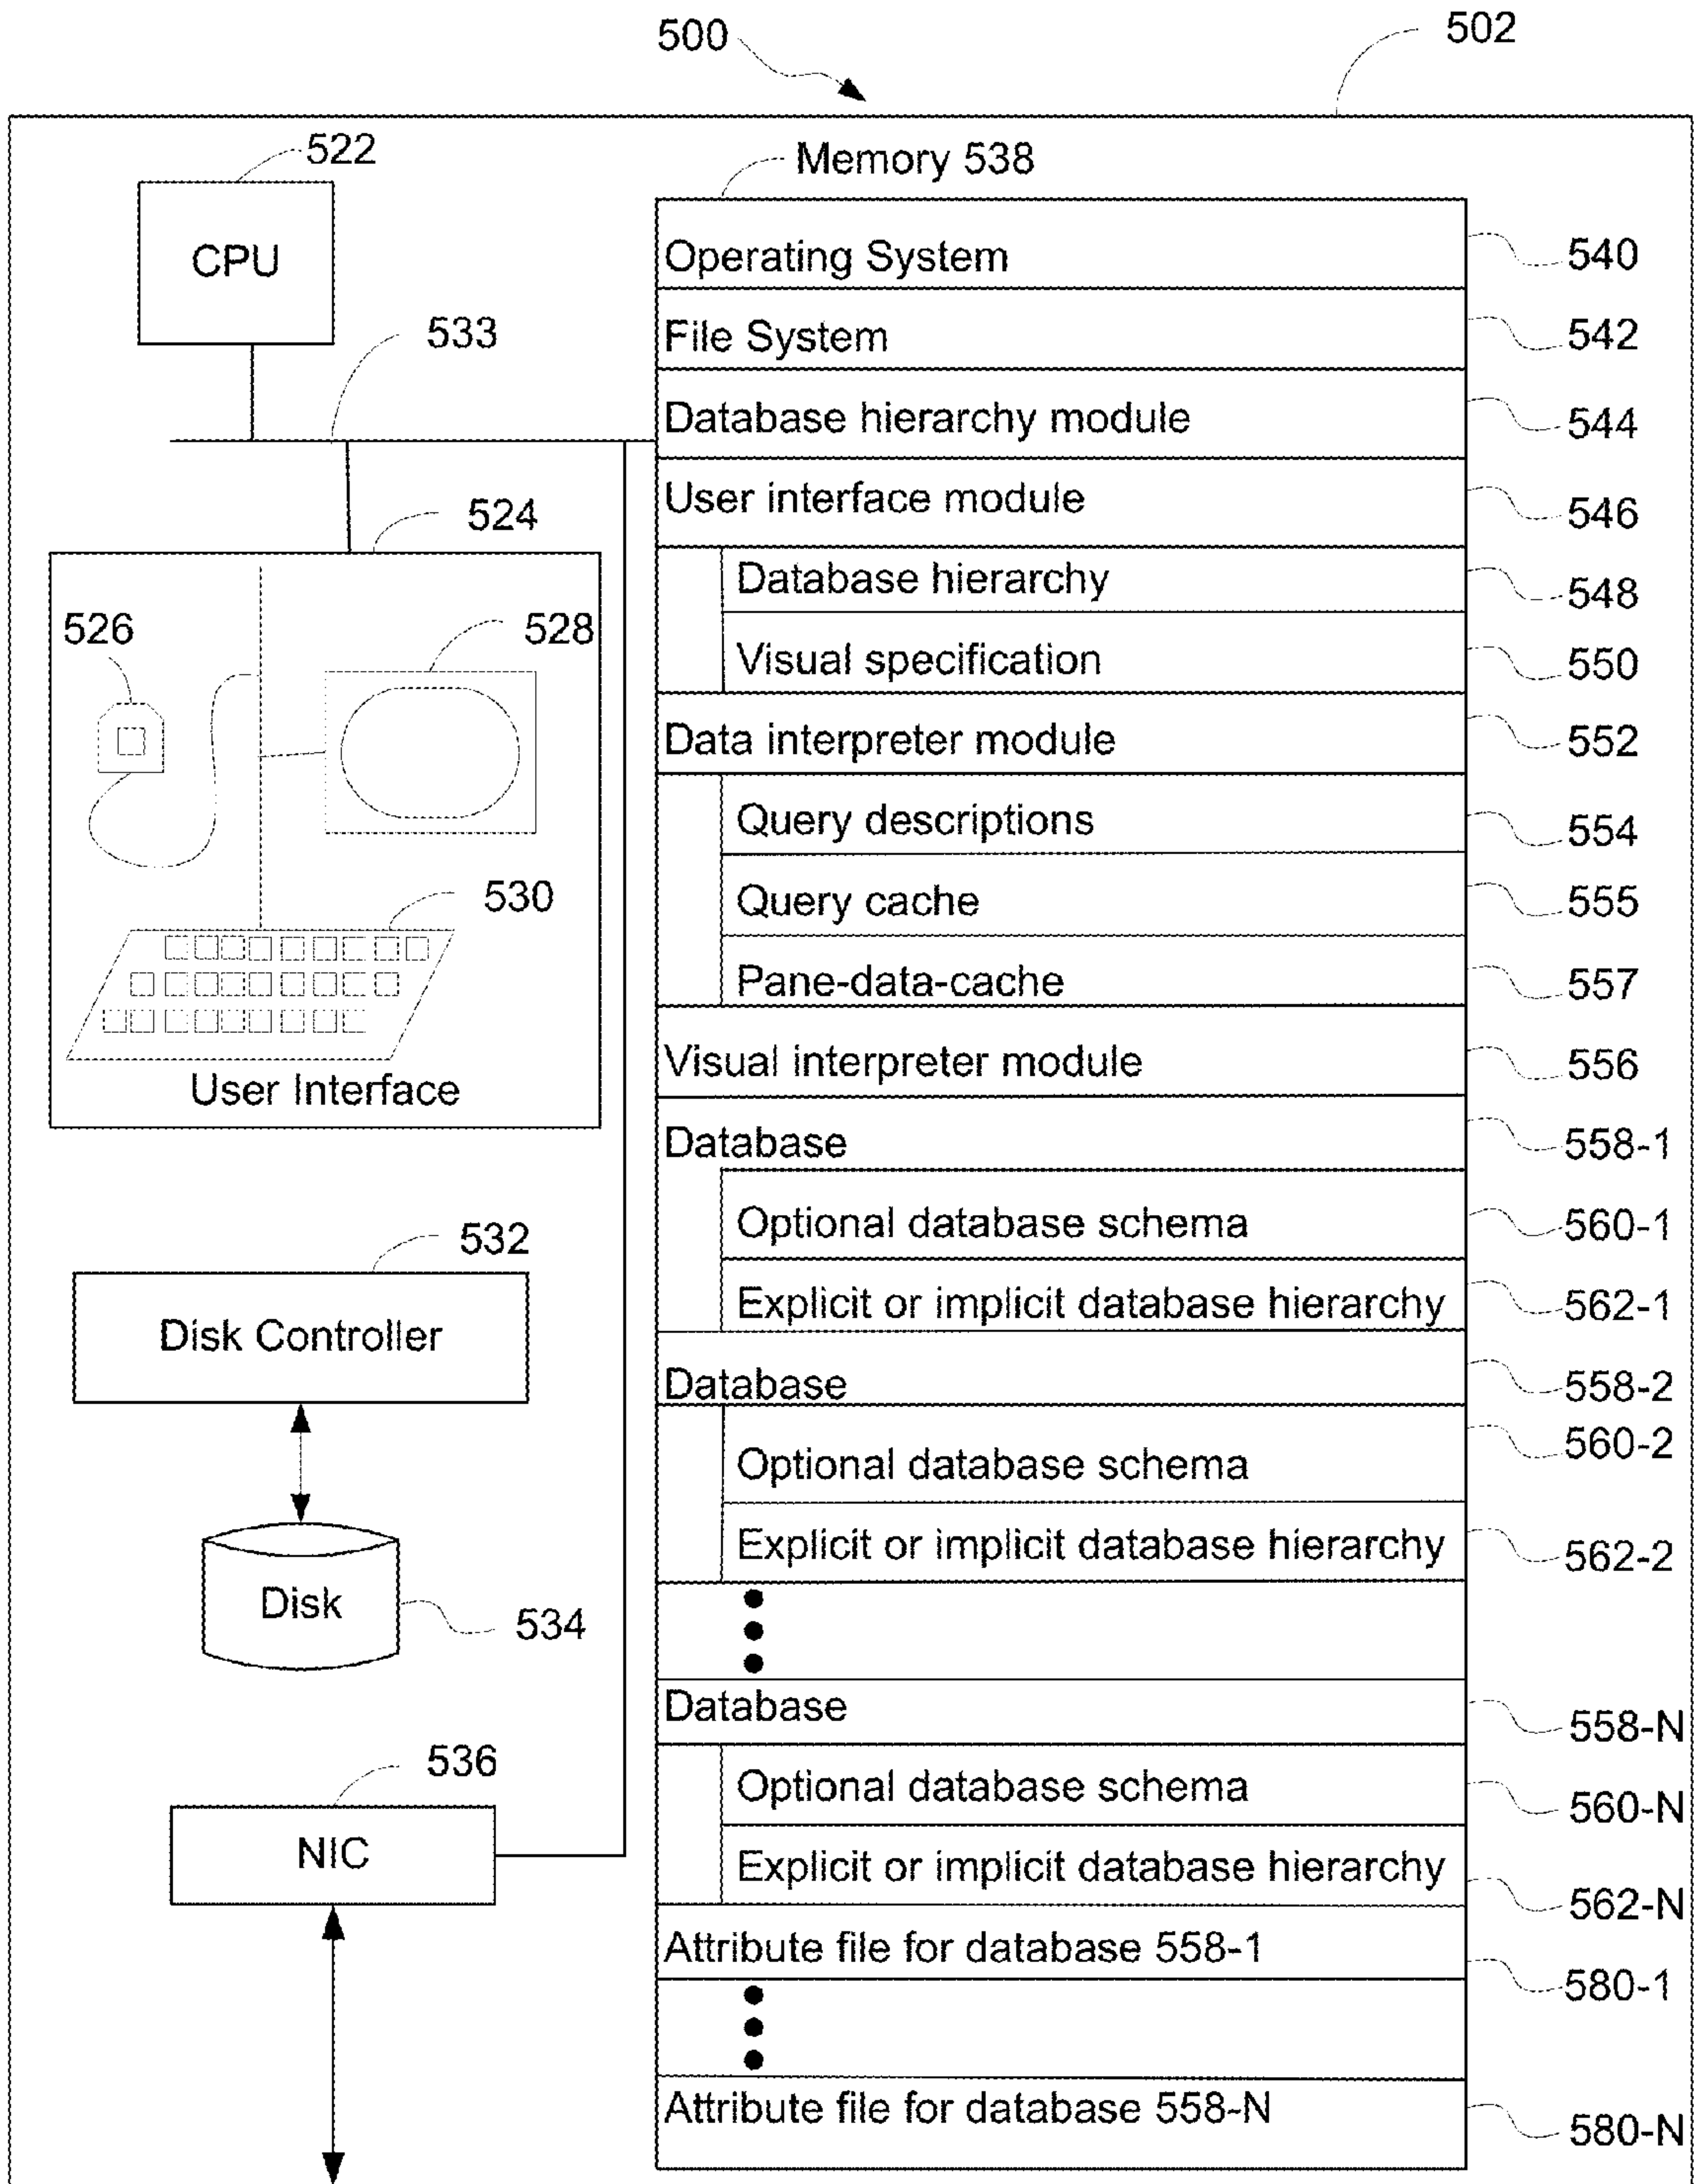 500
502
522
CPU
533
524
526
528
530
User Interface
532
Disk Controller
Disk
534
536
NIC
Memory 538
Operating System 540
File System 542
Database hierarchy module 544
User interface module 546
Database hierarchy 548
Visual specification 550
Data interpreter module 552
Query descriptions 554
Query cache 555
Pane-data-cache 557
Visual interpreter module 556
Database 558-1
Optional database schema 560-1
Explicit or implicit database hierarchy 562-1
Database 558-2
Optional database schema 560-2
Explicit or implicit database hierarchy 562-2
Database 558-N
Optional database schema 560-N
Explicit or implicit database hierarchy 562-N
Attribute file for database 558-1 580-1
Attribute file for database 558-N 580-N